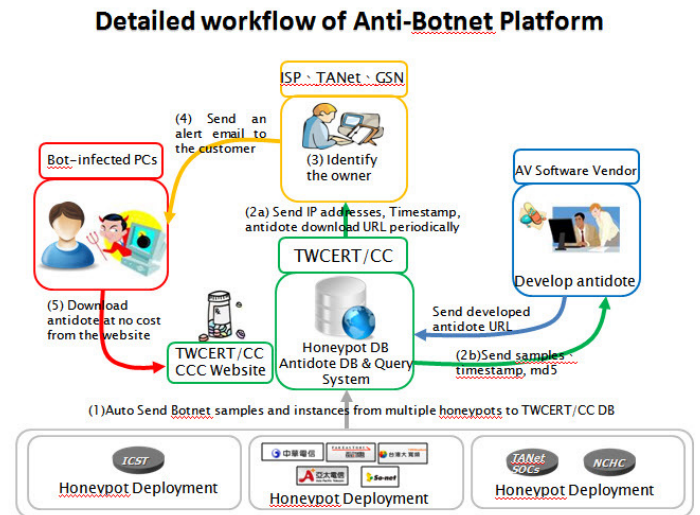 Detailed workflow of Anti-Botnet Platform
ISP、TANet、GSN
(4) Send an
alert email to
the customer
(3) Identify
the owner
Bot-infected PCs
AV Software Vendor
(2a) Send IP addresses, Timestamp,
antidote download URL periodically
TWCERT/CC
Develop antidote
(5) Download
antidote at no cost
from the website
Send developed
antidote URL
Honeypot DB
Antidote DB & Query
System
TWCERT/CC
CCC Website
(2b)Send samples、
timestamp, md5
(1)Auto Send Botnet samples and instances from multiple honeypots to TWCERT/CC DB
ICST
Honeypot Deployment
中華電信
台灣大寬頻
亞太電信
So-net
Honeypot Deployment
TANet
SOCs
NCHC
Honeypot Deployment